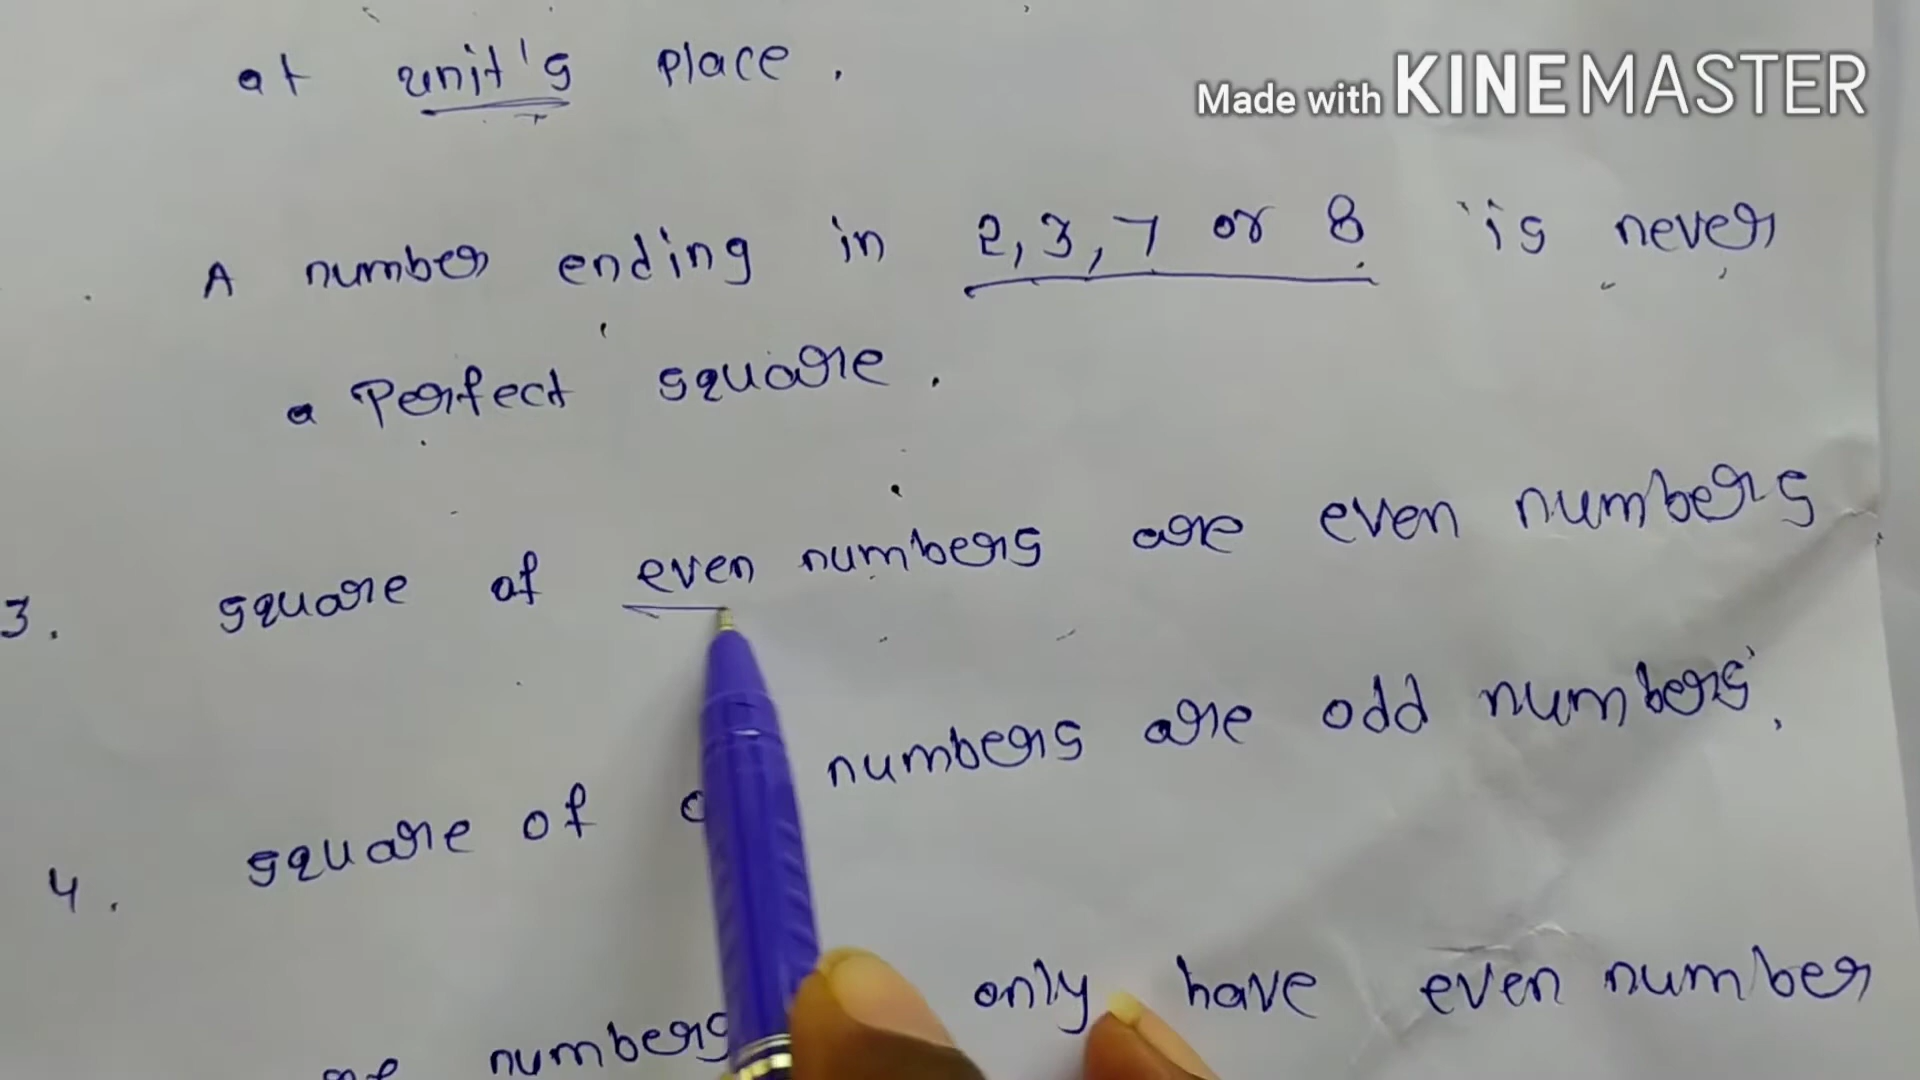 at unit's place.
Made with KINEMASTER
A number ending in 2, 3, 7 or 8 is never
a Perfect square.
3. square of even numbers are even numbers
4. square of numbers are odd numbers.
numbers only have even number